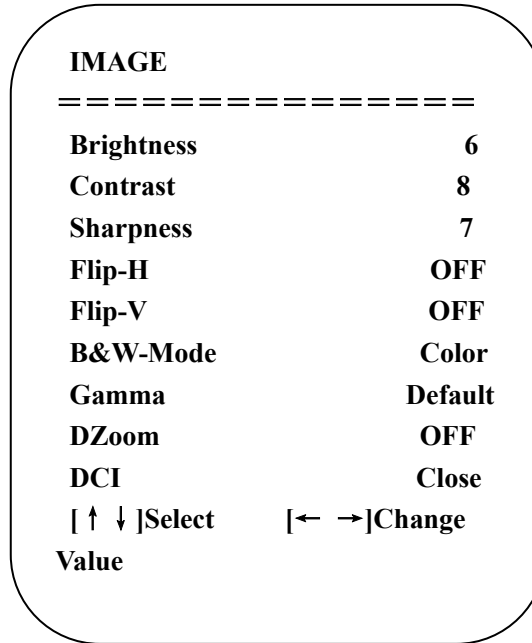 IMAGE
===============
Brightness 6
Contrast 8
Sharpness 7
Flip-H OFF
Flip-V OFF
B&W-Mode Color
Gamma Default
DZoom OFF
DCI Close
[↑ ↓]Select [← →]Change
Value